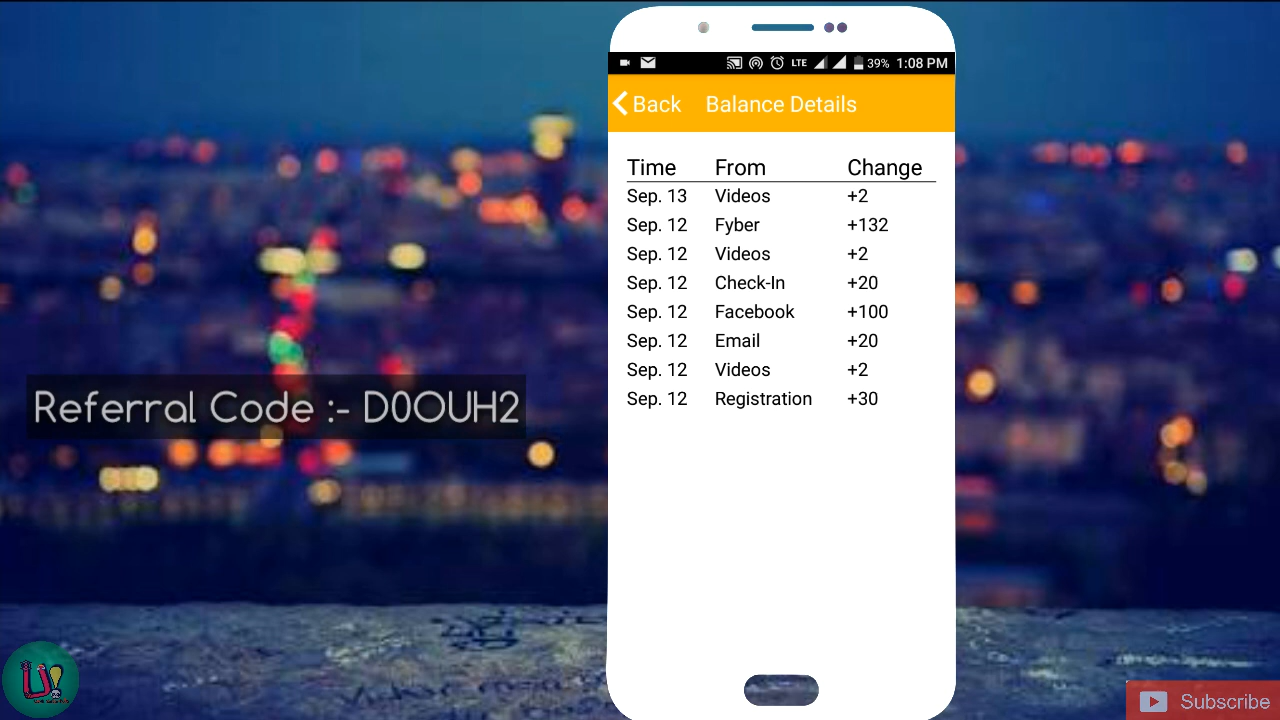 LTE 39% 1:08 PM
Back Balance Details
Time From Change
Sep. 13 Videos +2
Sep. 12 Fyber +132
Sep. 12 Videos +2
Sep. 12 Check-In +20
Sep. 12 Facebook +100
Sep. 12 Email +20
Sep. 12 Videos +2
Sep. 12 Registration +30
Referral Code :- D0OUH2
U!
Subscribe